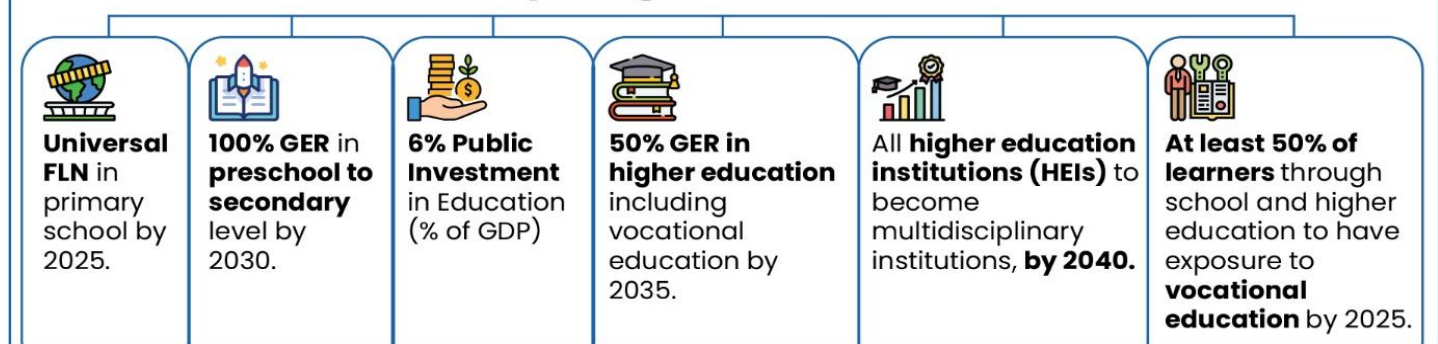 Universal
FLN in
primary
school by
2025.
100% GER in
preschool to
secondary
level by
2030.
6% Public
Investment
in Education
(% of GDP)
50% GER in
higher education
including
vocational
education by
2035.
All higher education
institutions (HEIs) to
become
multidisciplinary
institutions, by 2040.
At least 50% of
learners through
school and higher
education to have
exposure to
vocational
education by 2025.